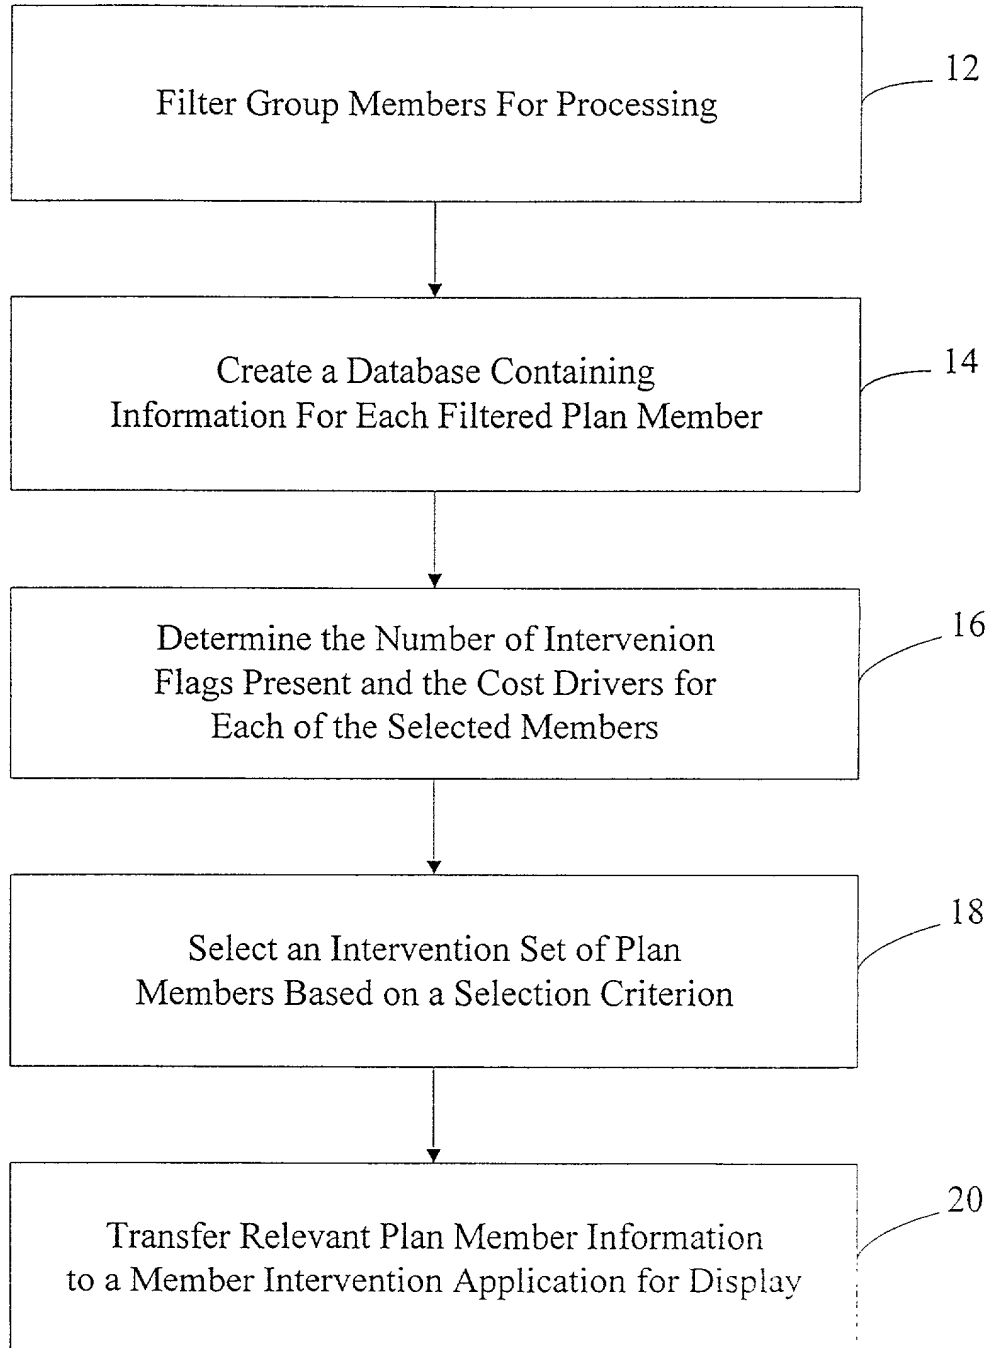 Filter Group Members For Processing
12
Create a Database Containing
Information For Each Filtered Plan Member
14
Determine the Number of Intervenion
Flags Present and the Cost Drivers for
Each of the Selected Members
16
Select an Intervention Set of Plan
Members Based on a Selection Criterion
18
Transfer Relevant Plan Member Information
to a Member Intervention Application for Display
20